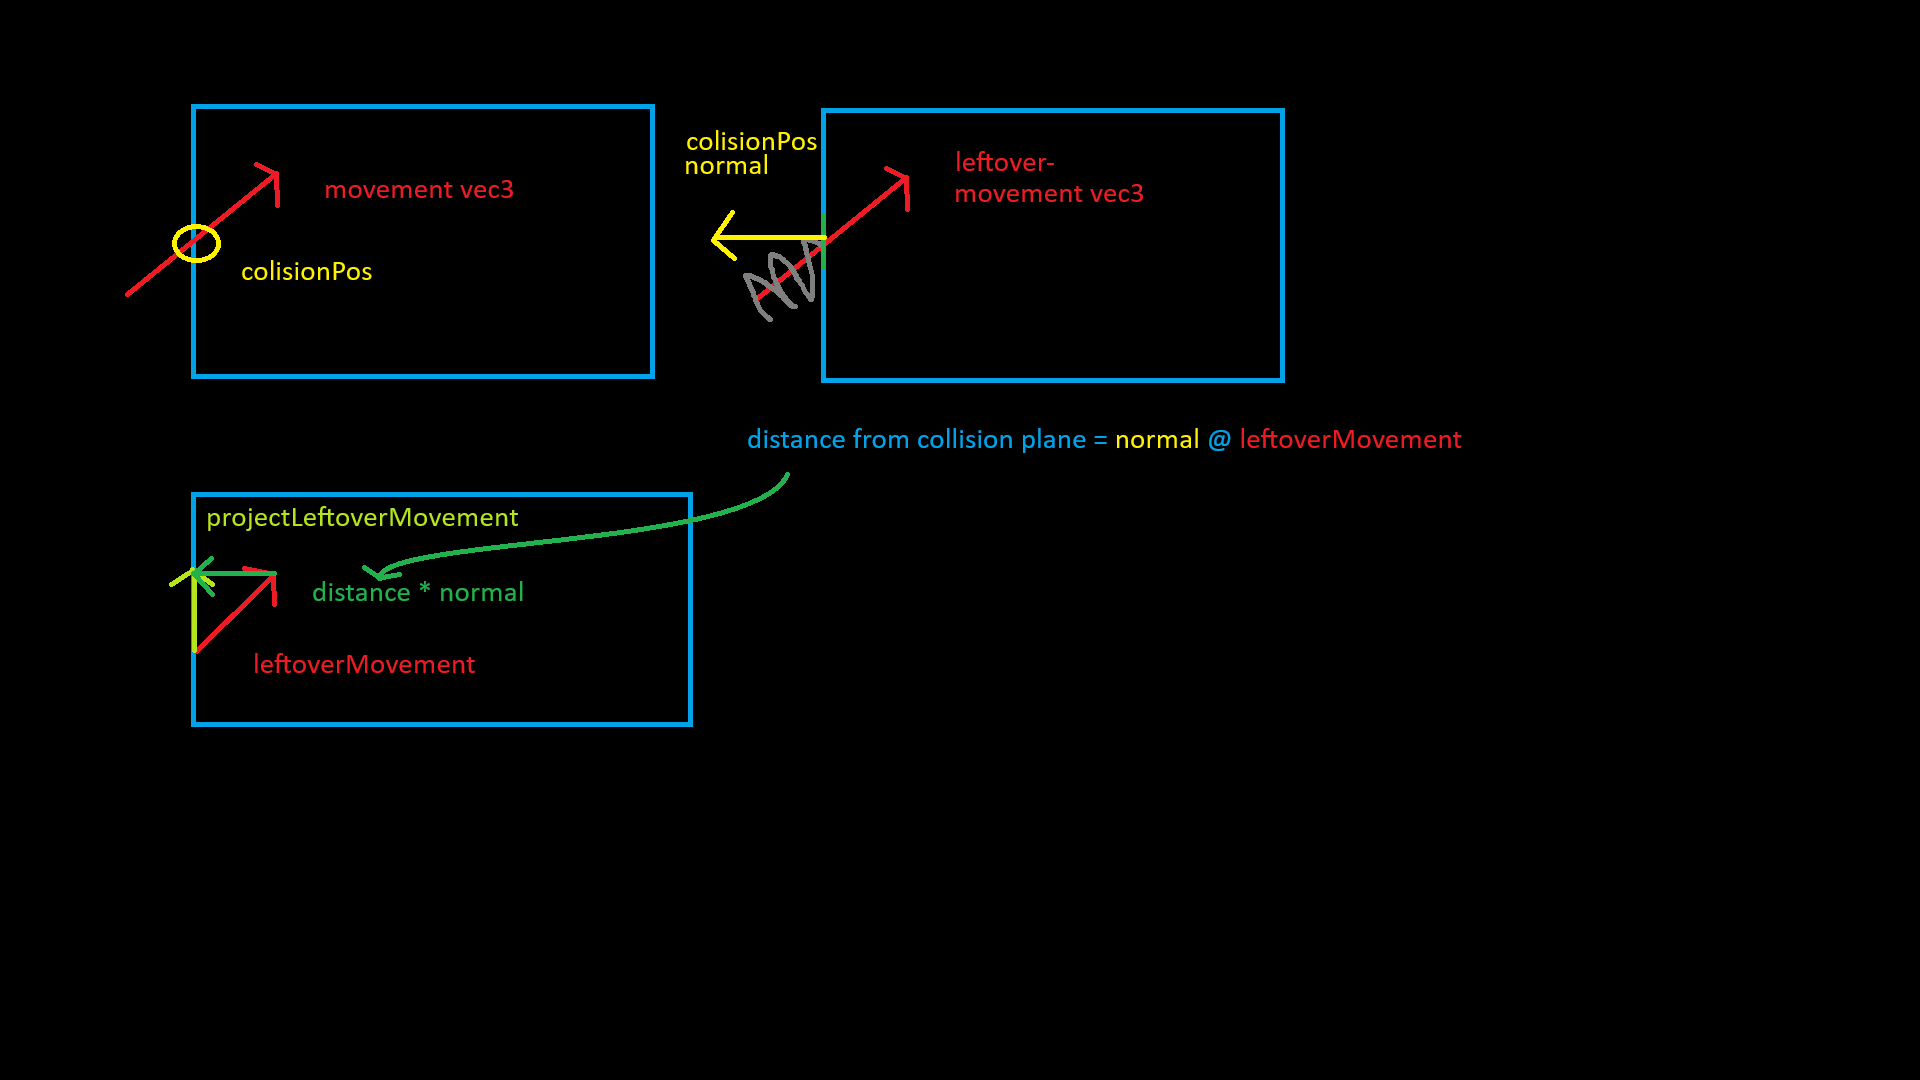 movement vec3
colisionPos
colisionPos
normal
leftover-
movement vec3
distance from collision plane = normal @ leftoverMovement
projectLeftoverMovement
distance * normal
leftoverMovement